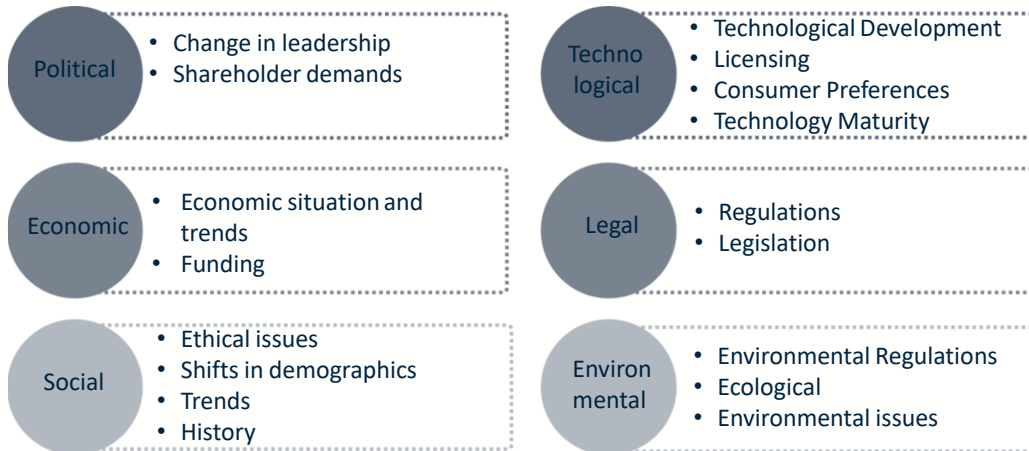 Political
• Change in leadership
• Shareholder demands
Techno
logical
• Technological Development
• Licensing
• Consumer Preferences
• Technology Maturity
Economic
• Economic situation and
trends
• Funding
Legal
• Regulations
• Legislation
Social
• Ethical issues
• Shifts in demographics
• Trends
• History
Environ
mental
• Environmental Regulations
• Ecological
• Environmental issues